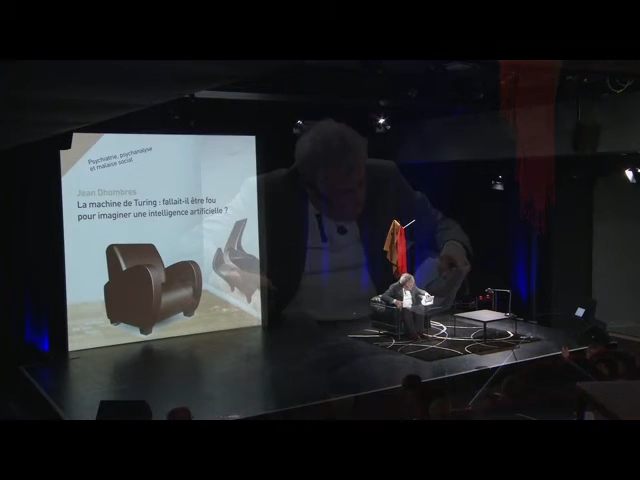 Psychiatrie, psychanalyse
et malaise social
Jean Dhombres
La machine de Turing : fallait-il être fou
pour imaginer une intelligence artificielle ?